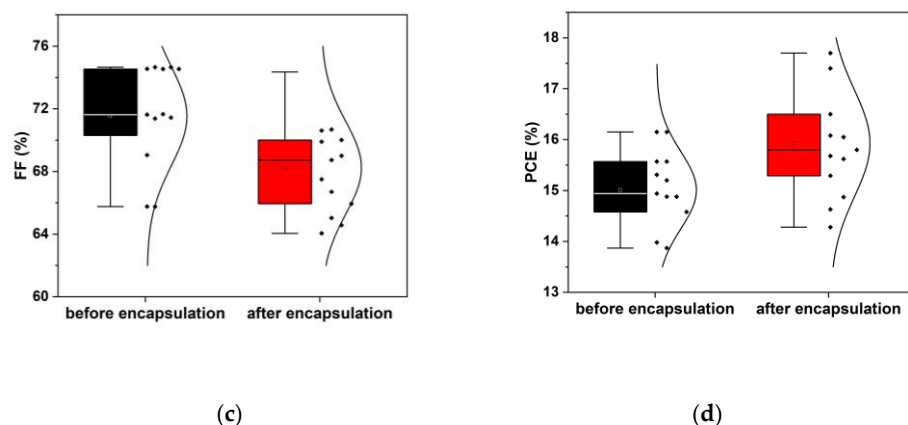 76
72
68
64
60
FF (%)
before encapsulation
after encapsulation
(c)
18
17
16
15
14
13
PCE (%)
before encapsulation
after encapsulation
(d)